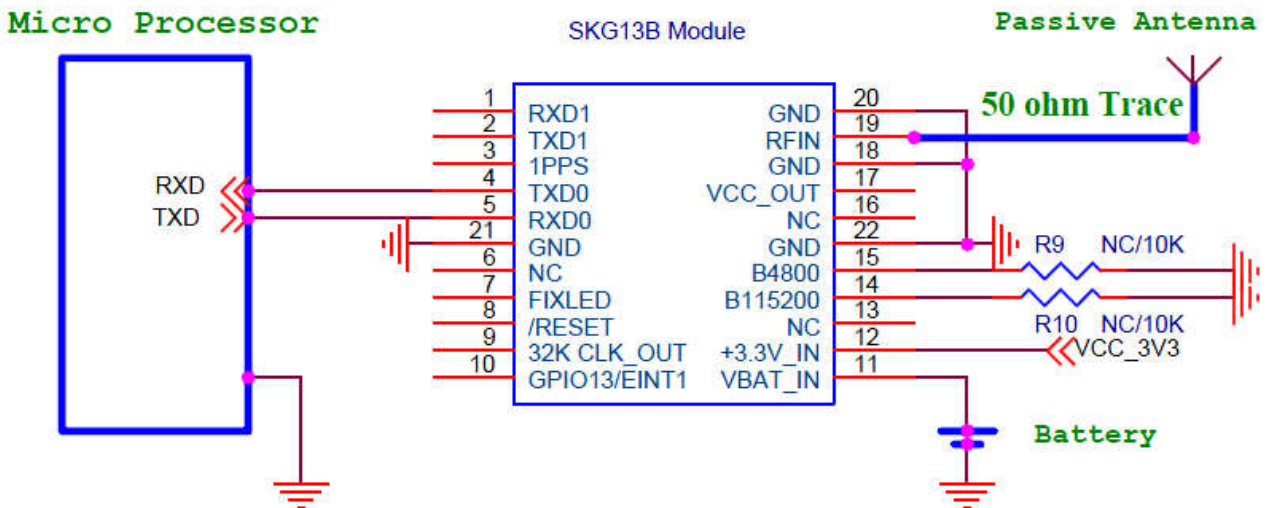 Micro Processor
SKG13B Module
Passive Antenna
50 ohm Trace
RXD
TXD
1 RXD1
2 TXD1
3 1PPS
4 TXD0
5 RXD0
21 GND
6 NC
7 FIXLED
8 /RESET
9 32K CLK_OUT
10 GPIO13/EINT1
GND 20
RFIN 19
GND 18
VCC_OUT 17
NC 16
GND 22
B4800 15
B115200 14
NC 13
+3.3V_IN 12
VBAT_IN 11
R9 NC/10K
R10 NC/10K
VCC_3V3
Battery